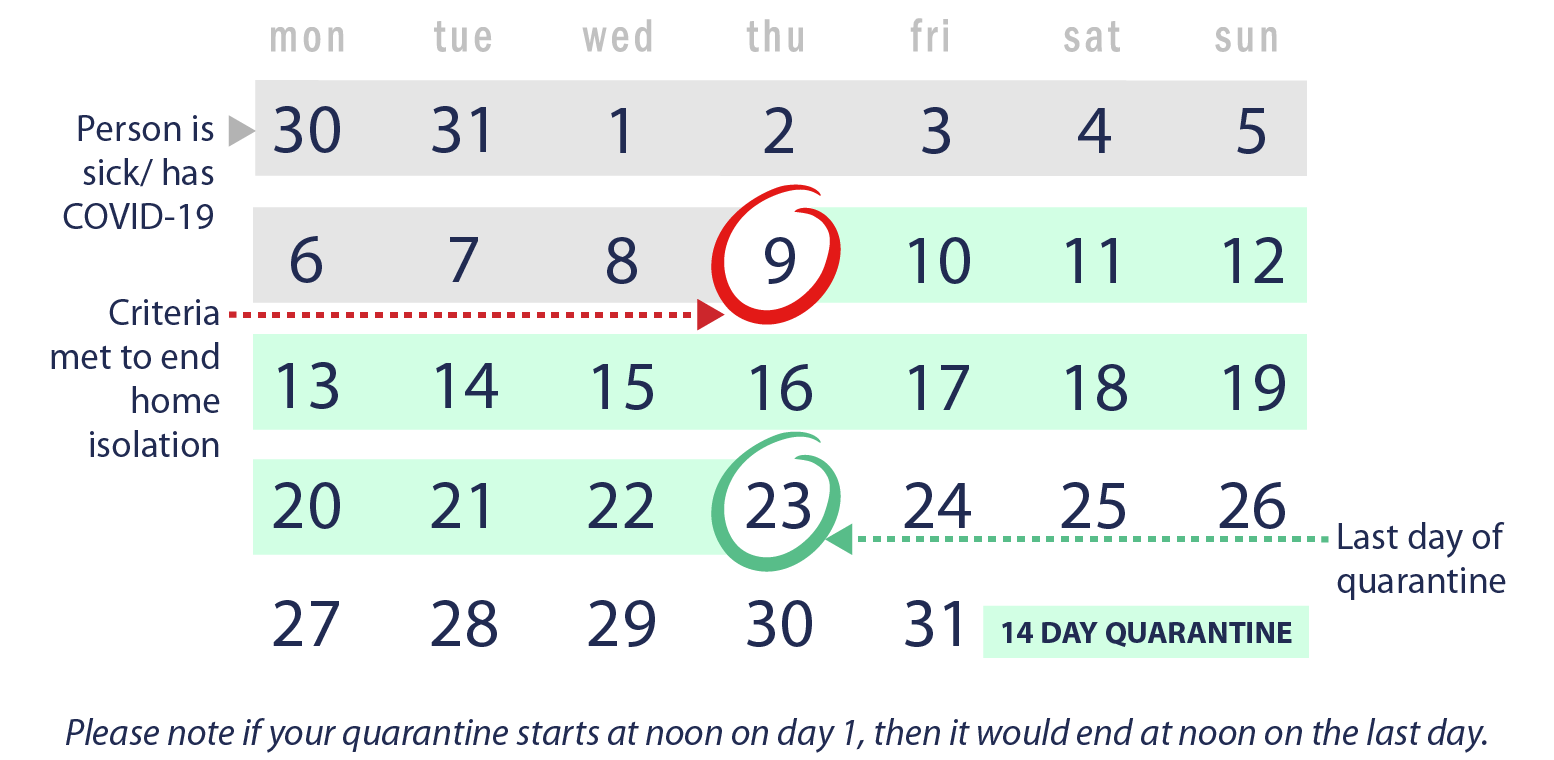 mon tue wed thu fri sat sun
30 31 1 2 3 4 5
Person is
sick/ has
COVID-19
6 7 8 9 10 11 12
Criteria
met to end
home
isolation
13 14 15 16 17 18 19
20 21 22 23 24 25 26
Last day of
quarantine
27 28 29 30 31
14 DAY QUARANTINE
Please note if your quarantine starts at noon on day 1, then it would end at noon on the last day.